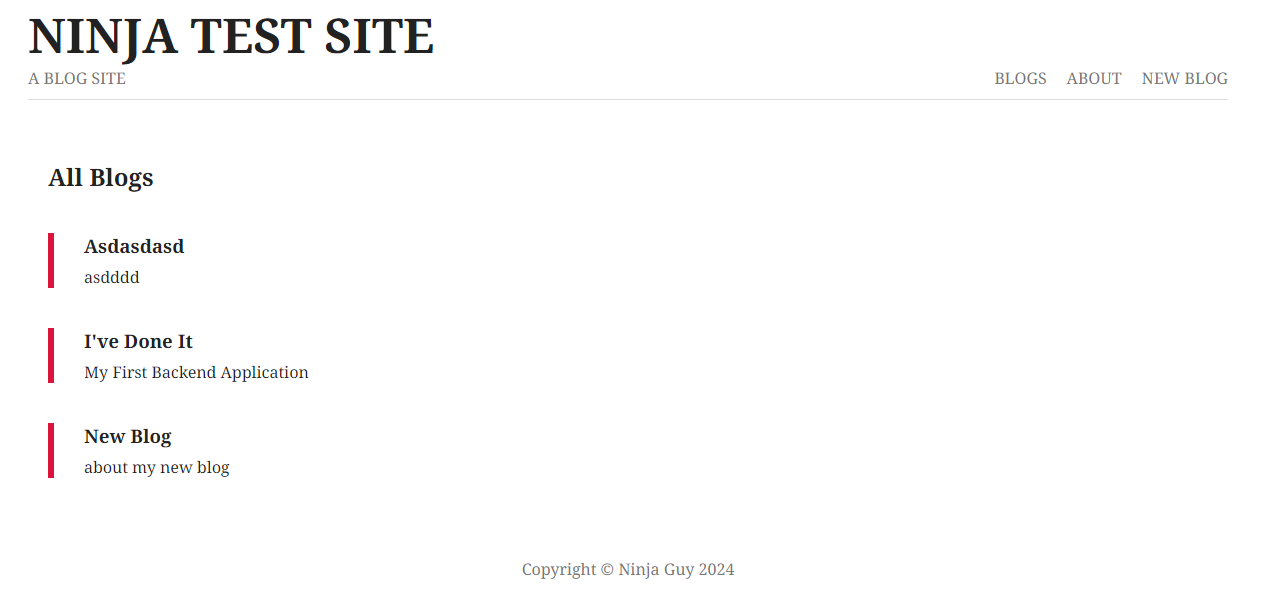 NINJA TEST SITE
A BLOG SITE
BLOGS ABOUT NEW BLOG
All Blogs
Asdasdasd
asdddd
I've Done It
My First Backend Application
New Blog
about my new blog
Copyright © Ninja Guy 2024